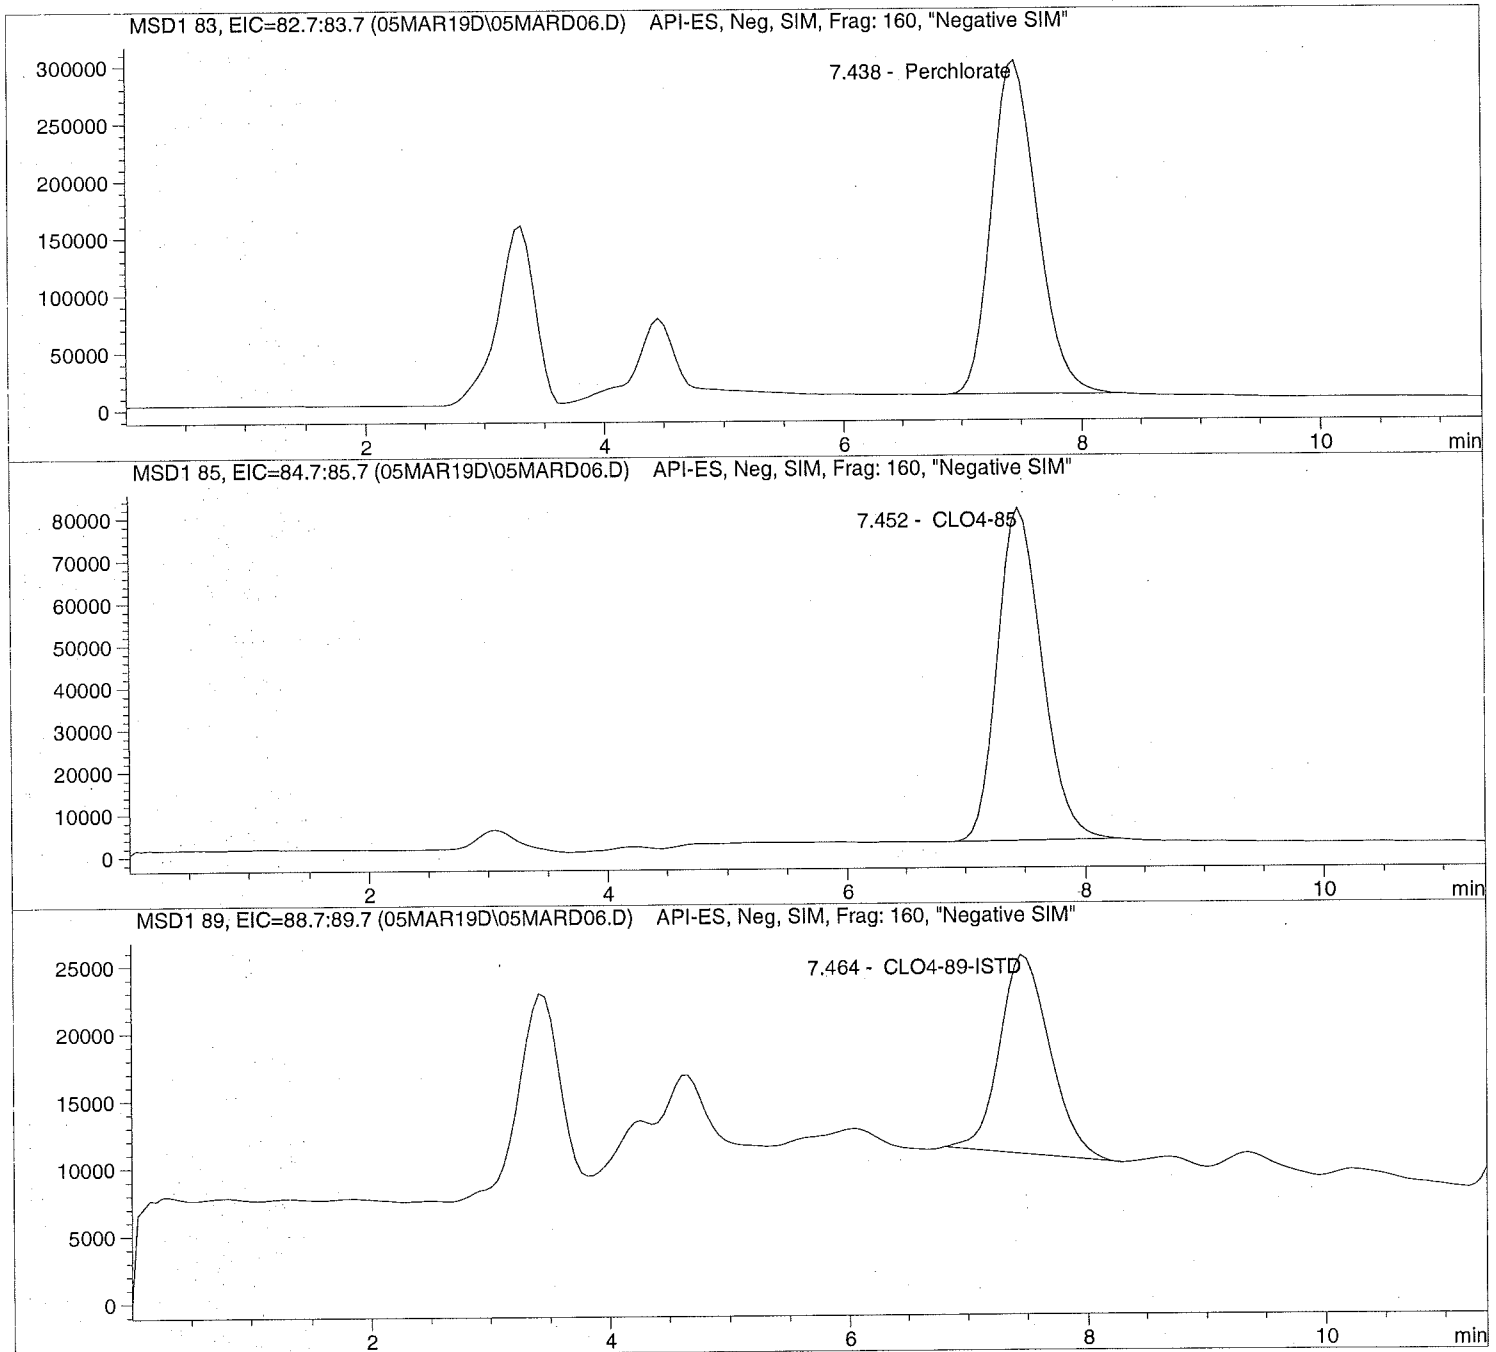 MSD1 83, EIC=82.7:83.7 (05MAR19D\05MARD06.D) API-ES, Neg, SIM, Frag: 160, "Negative SIM"
7.438 - Perchlorate
300000
250000
200000
150000
100000
50000
0
2 4 6 8 10 min
MSD1 85, EIC=84.7:85.7 (05MAR19D\05MARD06.D) API-ES, Neg, SIM, Frag: 160, "Negative SIM"
7.452 - CLO4-85
80000
70000
60000
50000
40000
30000
20000
10000
0
2 4 6 8 10 min
MSD1 89, EIC=88.7:89.7 (05MAR19D\05MARD06.D) API-ES, Neg, SIM, Frag: 160, "Negative SIM"
7.464 - CLO4-89-ISTD
25000
20000
15000
10000
5000
0
2 4 6 8 10 min